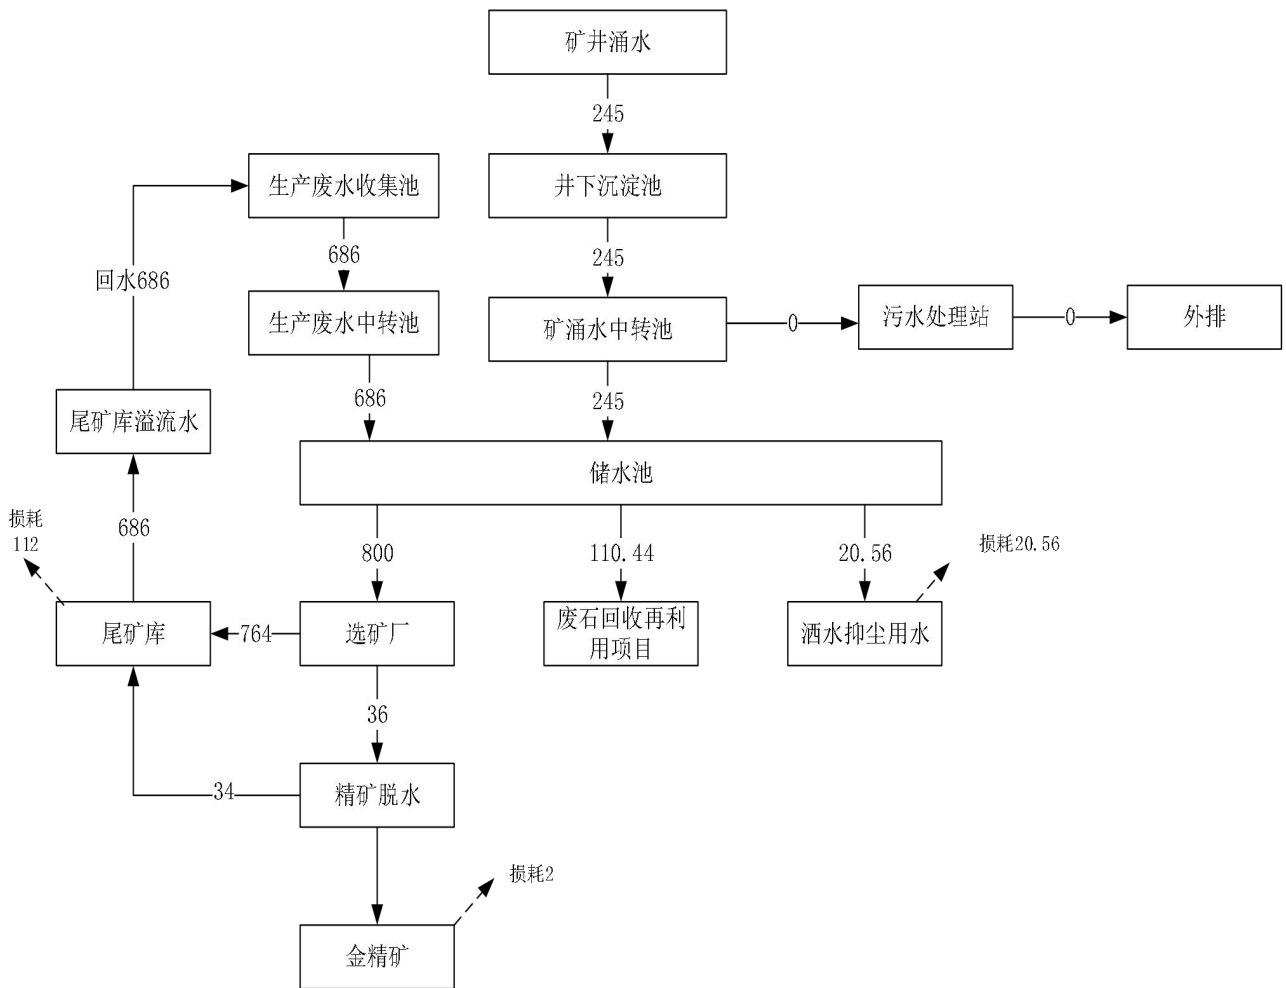 矿井涌水
245
生产废水收集池
井下沉淀池
686
245
回水686
生产废水中转池
矿涌水中转池
0
污水处理站
0
外排
686
245
尾矿库溢流水
储水池
损耗
112
686
800
110.44
20.56
损耗20.56
尾矿库
764
选矿厂
废石回收再利
用项目
洒水抑尘用水
36
34
精矿脱水
损耗2
金精矿